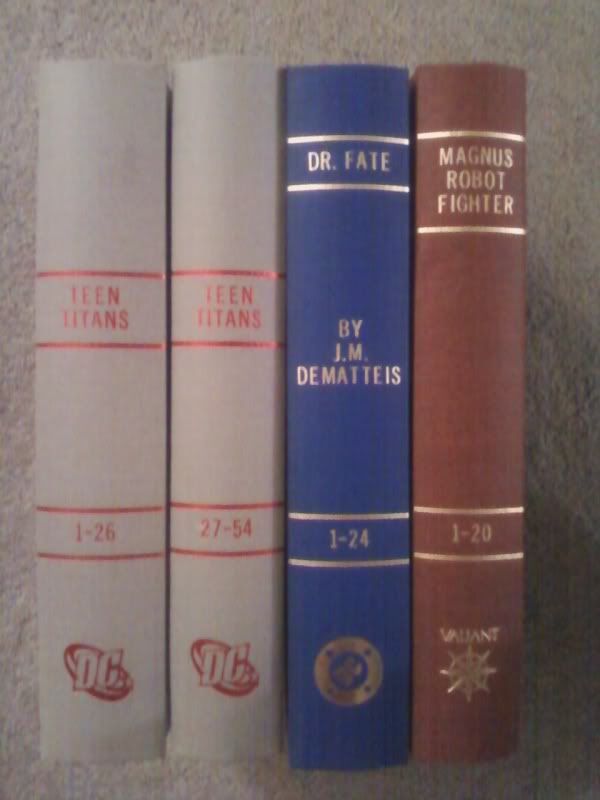 TEEN
TITANS
1-26
DC
TEEN
TITANS
27-54
DC
DR. FATE
BY
J.M.
DEMATTEIS
1-24
MAGNUS
ROBOT
FIGHTER
1-20
VALIANT